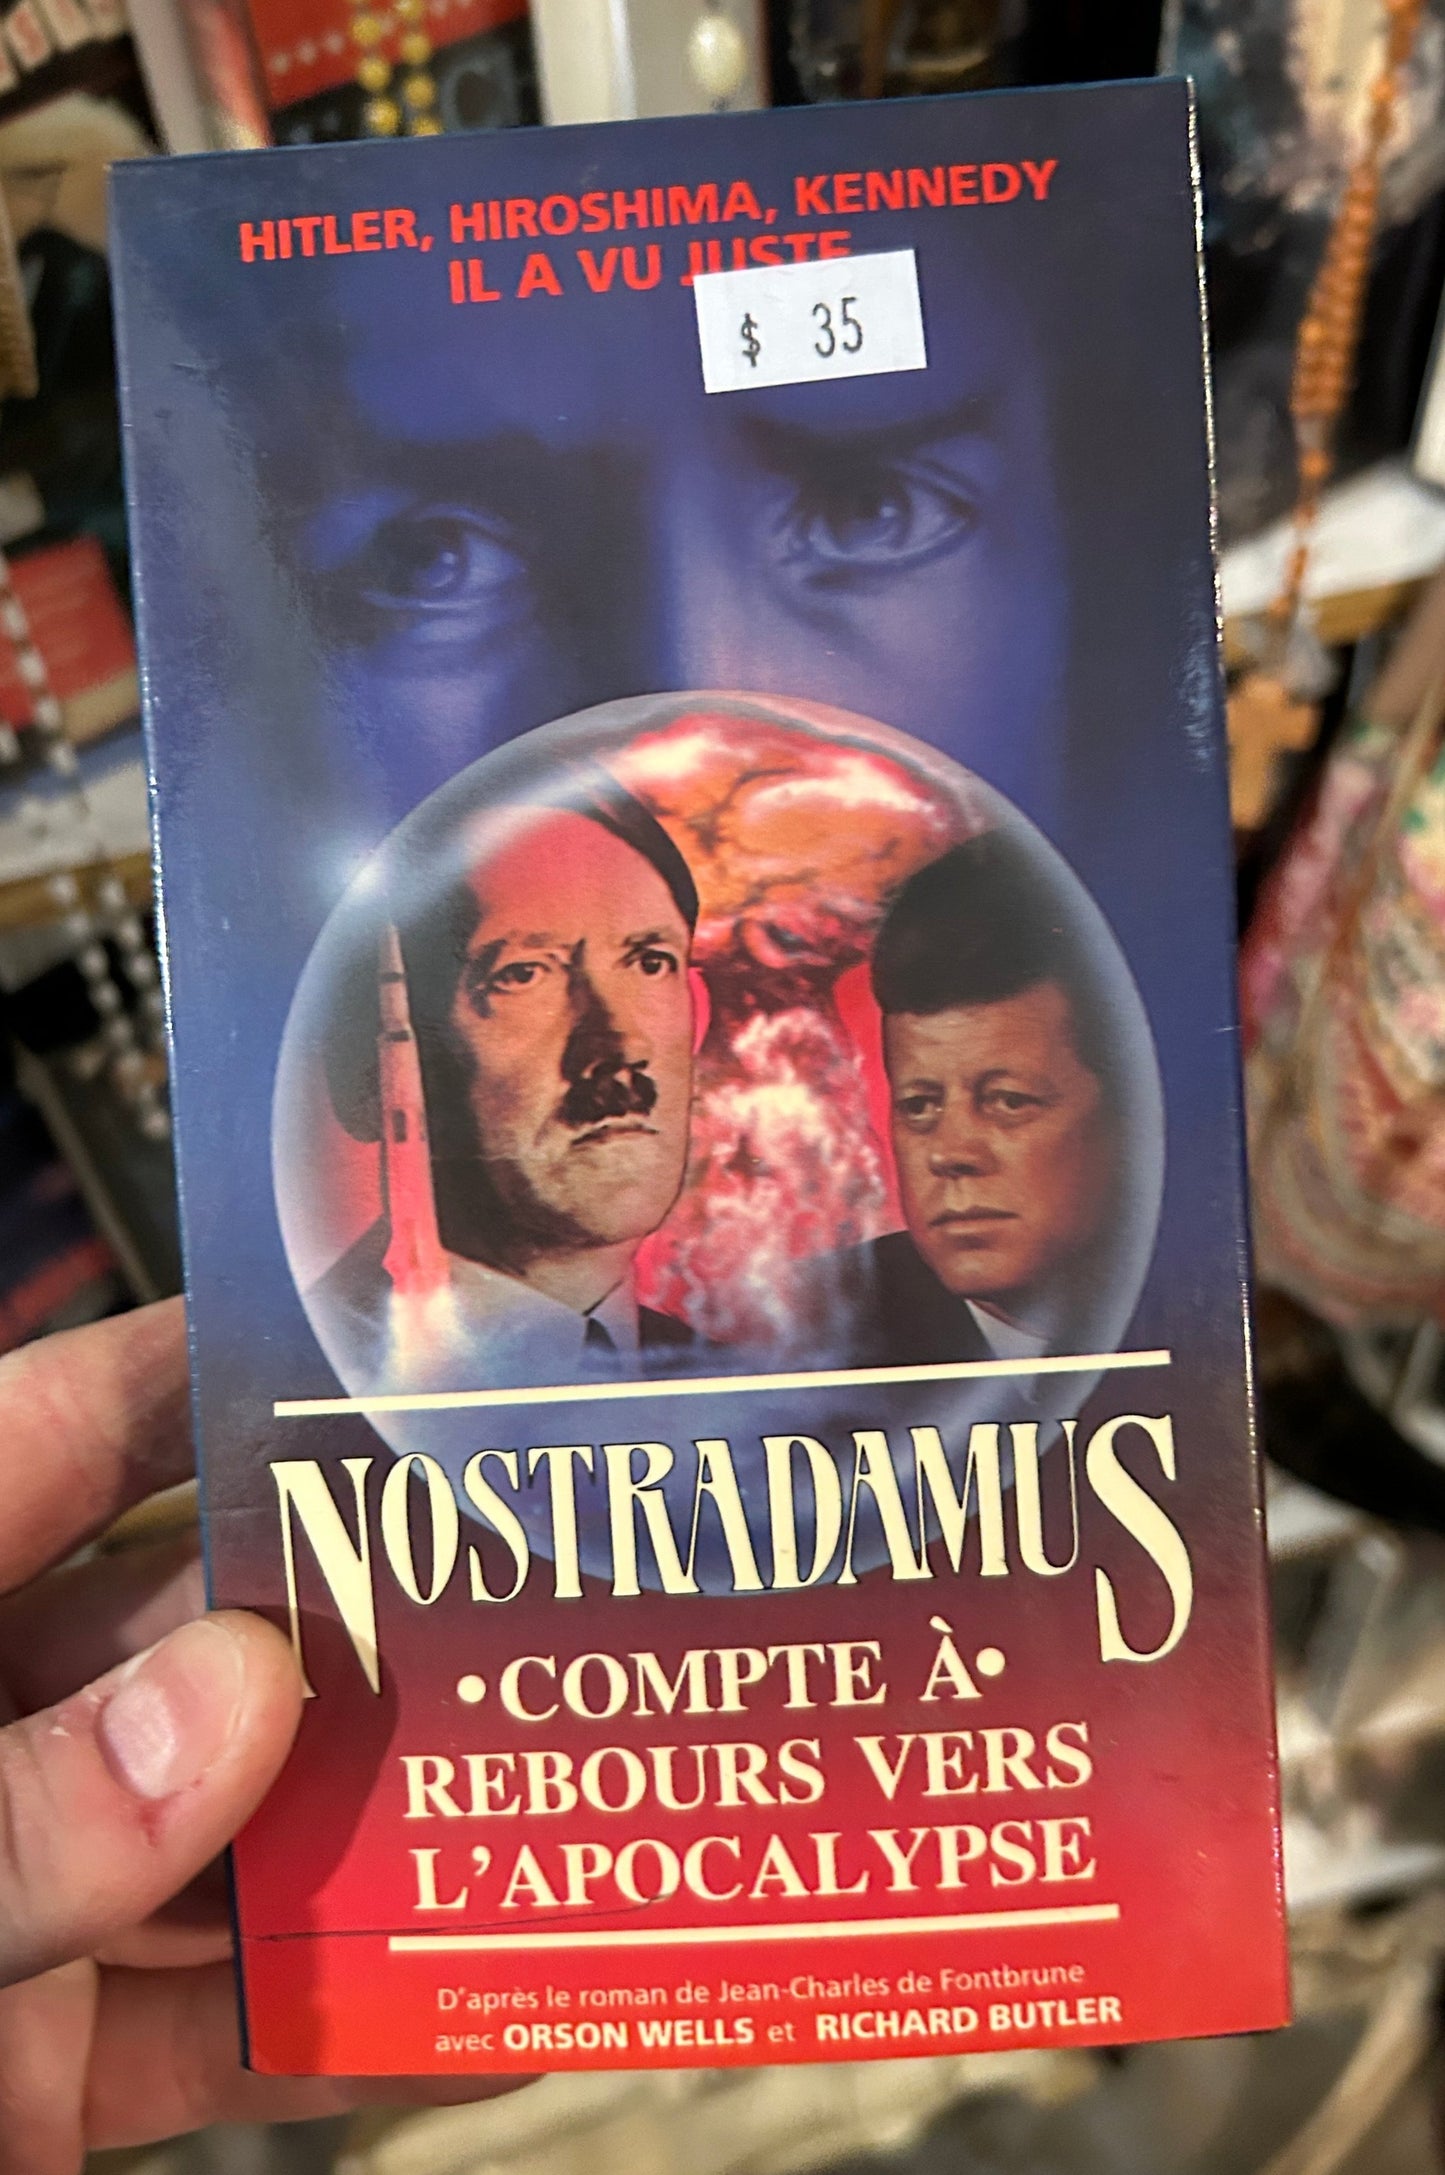 HITLER, HIROSHIMA, KENNEDY
IL A VU JUSTE
$ 35
NOSTRADAMUS
•COMPTE À•
REBOURS VERS
L'APOCALYPSE
D'après le roman de Jean-Charles de Fontbrune
avec ORSON WELLS et RICHARD BUTLER